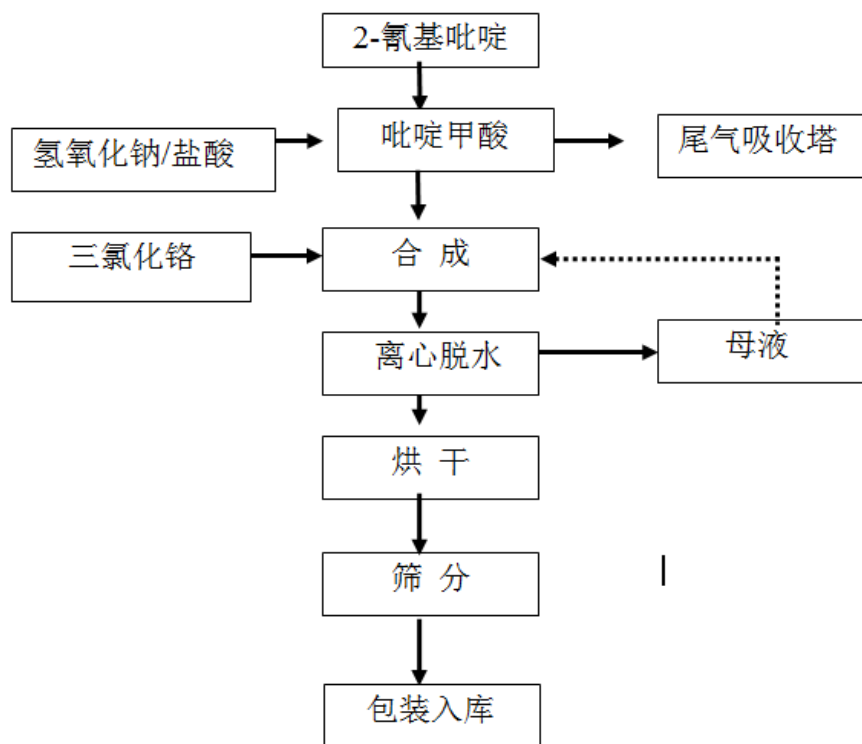 2-氰基吡啶
氢氧化钠/盐酸
吡啶甲酸
尾气吸收塔
三氯化铬
合 成
离心脱水
母液
烘 干
筛 分
包装入库